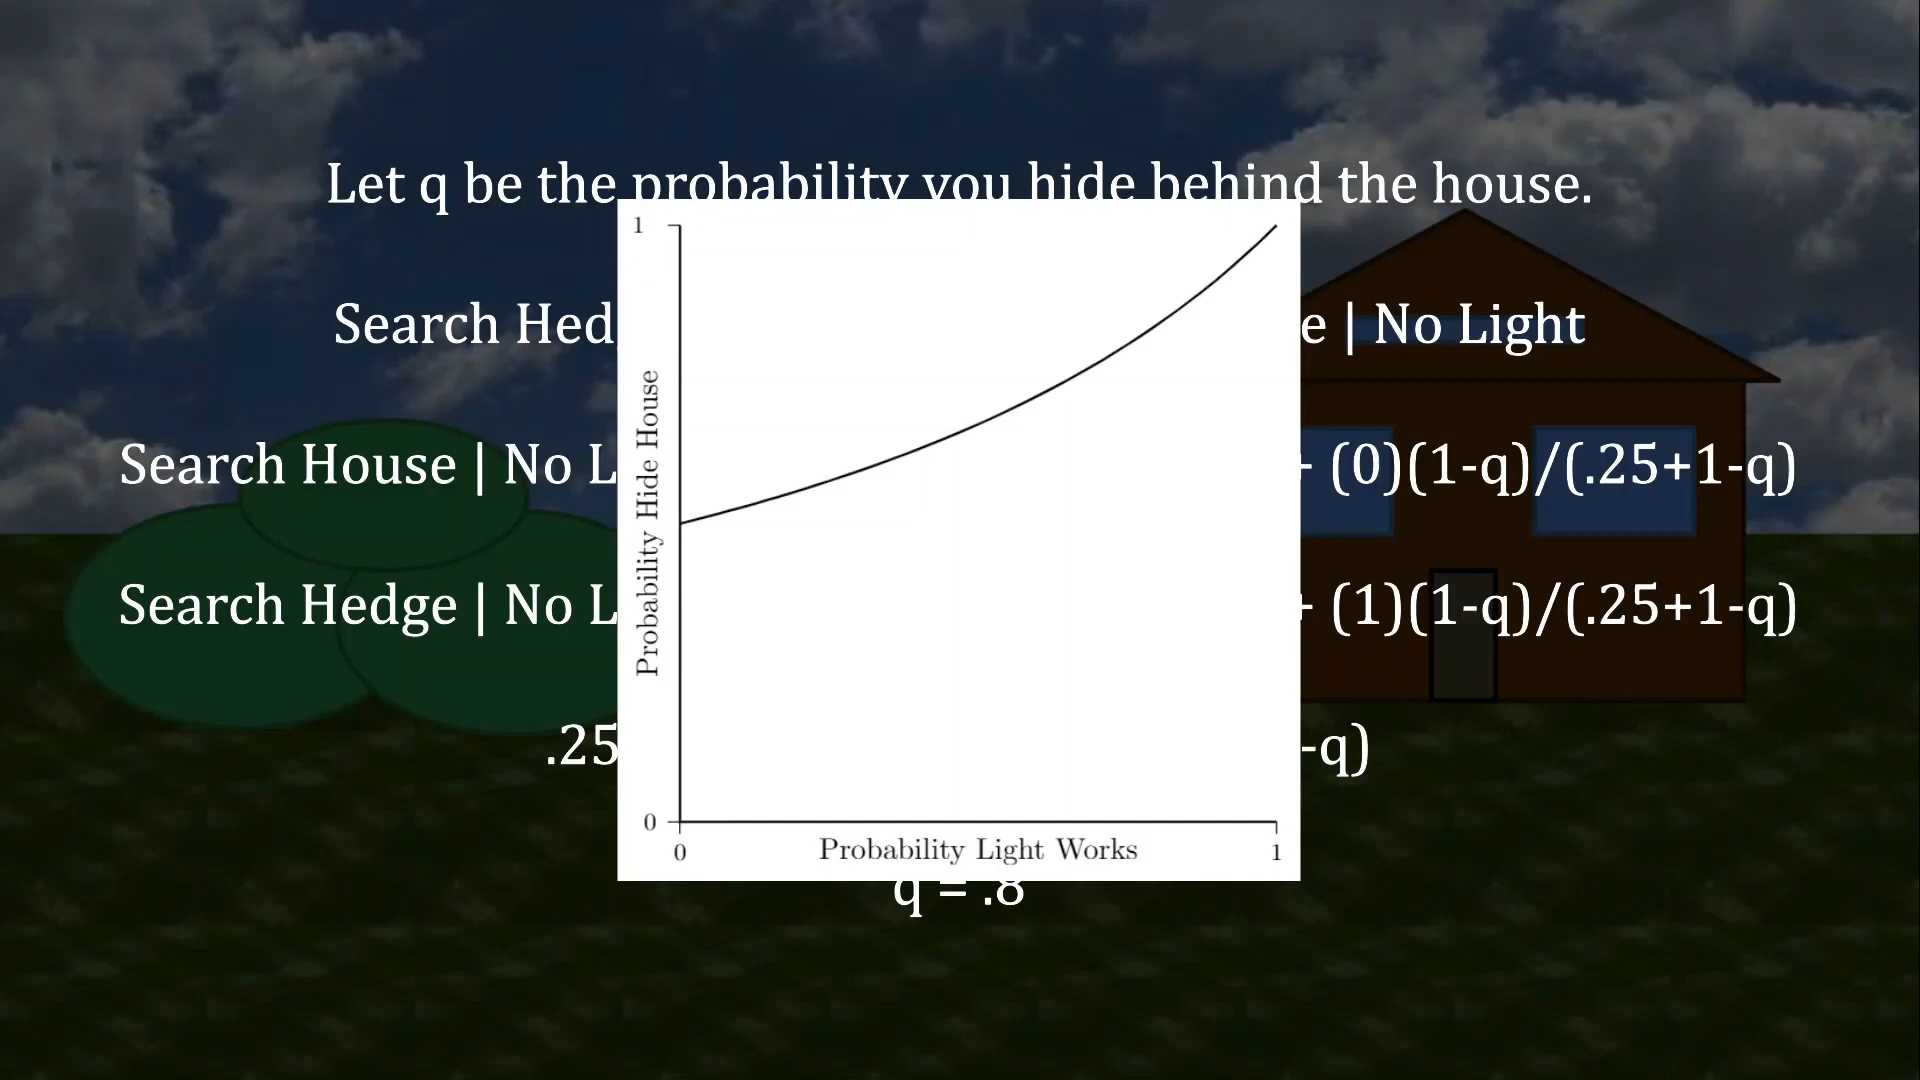 Let q be the probability you hide behind the house.
Search Hed e | No Light
Search House | No L + (0)(1-q)/(.25+1-q)
Search Hedge | No L + (1)(1-q)/(.25+1-q)
.25 -q)
q = .8
1
Probability Hide House
0
0 Probability Light Works 1